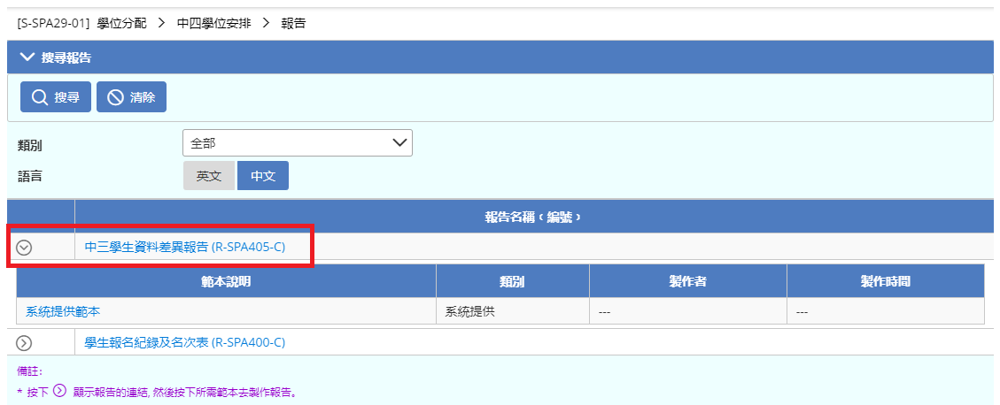 [S-SPA29-01] 學位分配 > 中四學位安排 > 報告
搜尋報告
搜尋 清除
類別 全部
語言 英文 中文
報告名稱（編號）
中三學生資料差異報告 (R-SPA405-C)
範本說明 類別 製作者 製作時間
系統提供範本 系統提供 --- ---
學生報名紀錄及名次表 (R-SPA400-C)
備註:
* 按下 顯示報告的連結, 然後按下所需範本去製作報告。